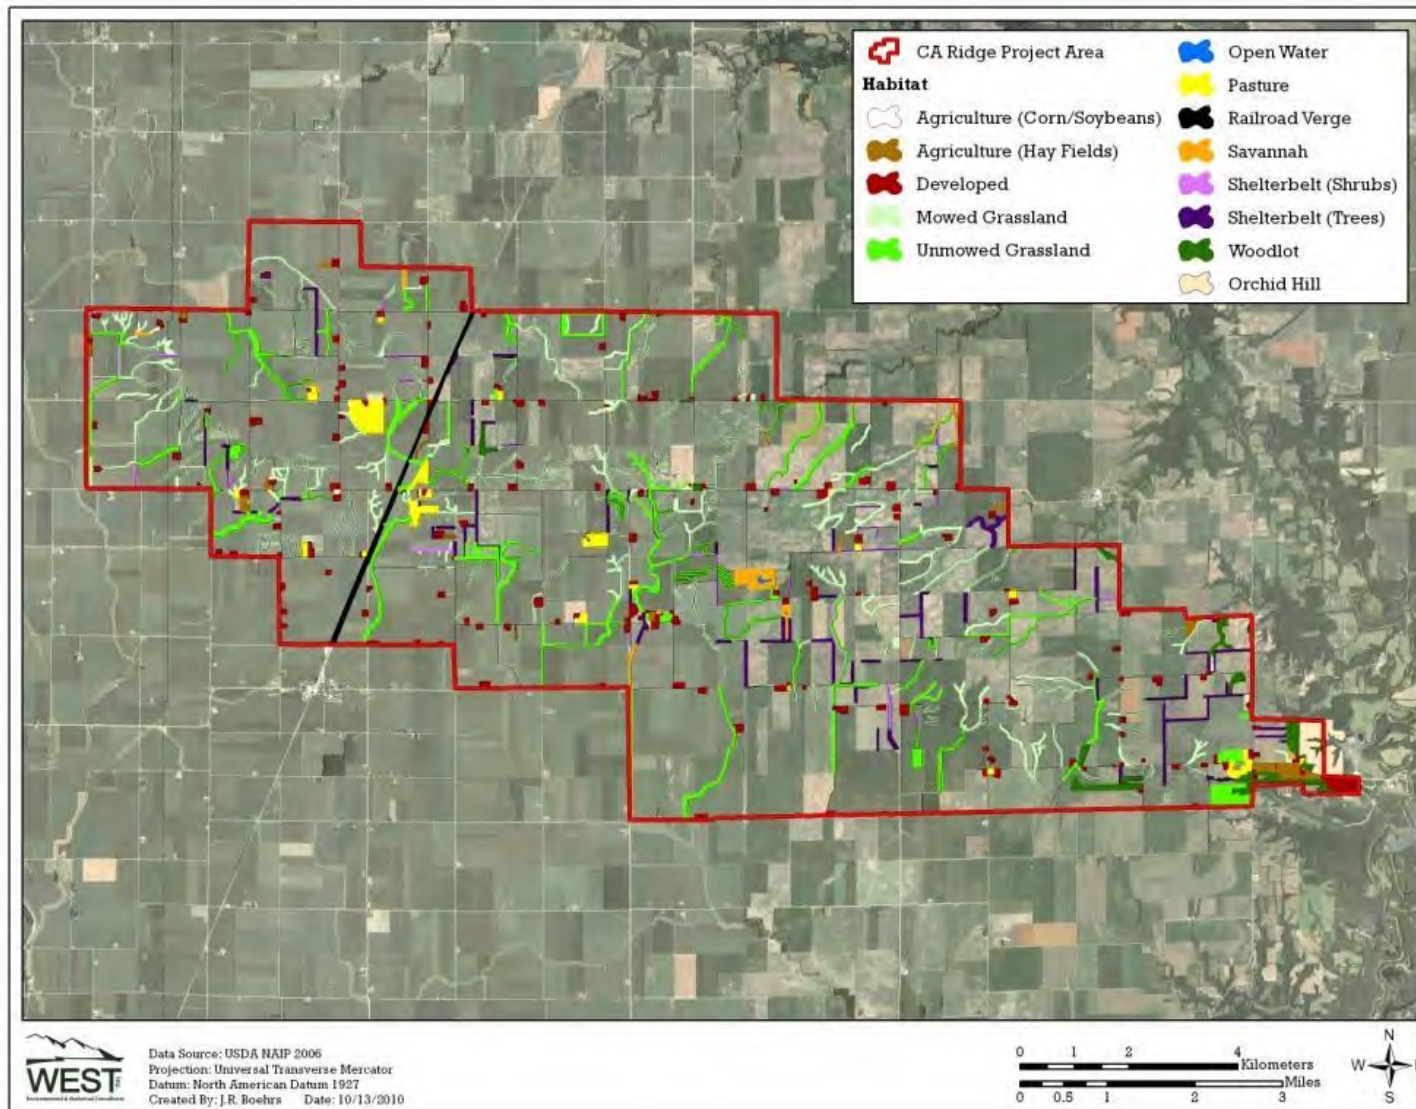 CA Ridge Project Area
Habitat
Agriculture (Corn/Soybeans)
Agriculture (Hay Fields)
Developed
Mowed Grassland
Unmowed Grassland
Open Water
Pasture
Railroad Verge
Savannah
Shelterbelt (Shrubs)
Shelterbelt (Trees)
Woodlot
Orchid Hill
WEST
Data Source: USDA NAIP 2006
Projection: Universal Transverse Mercator
Datum: North American Datum 1927
Created By: J.R. Boehrs Date: 10/13/2010
0 1 2 4
Kilometers
Miles
0 0.5 1 2 3
N
W
S